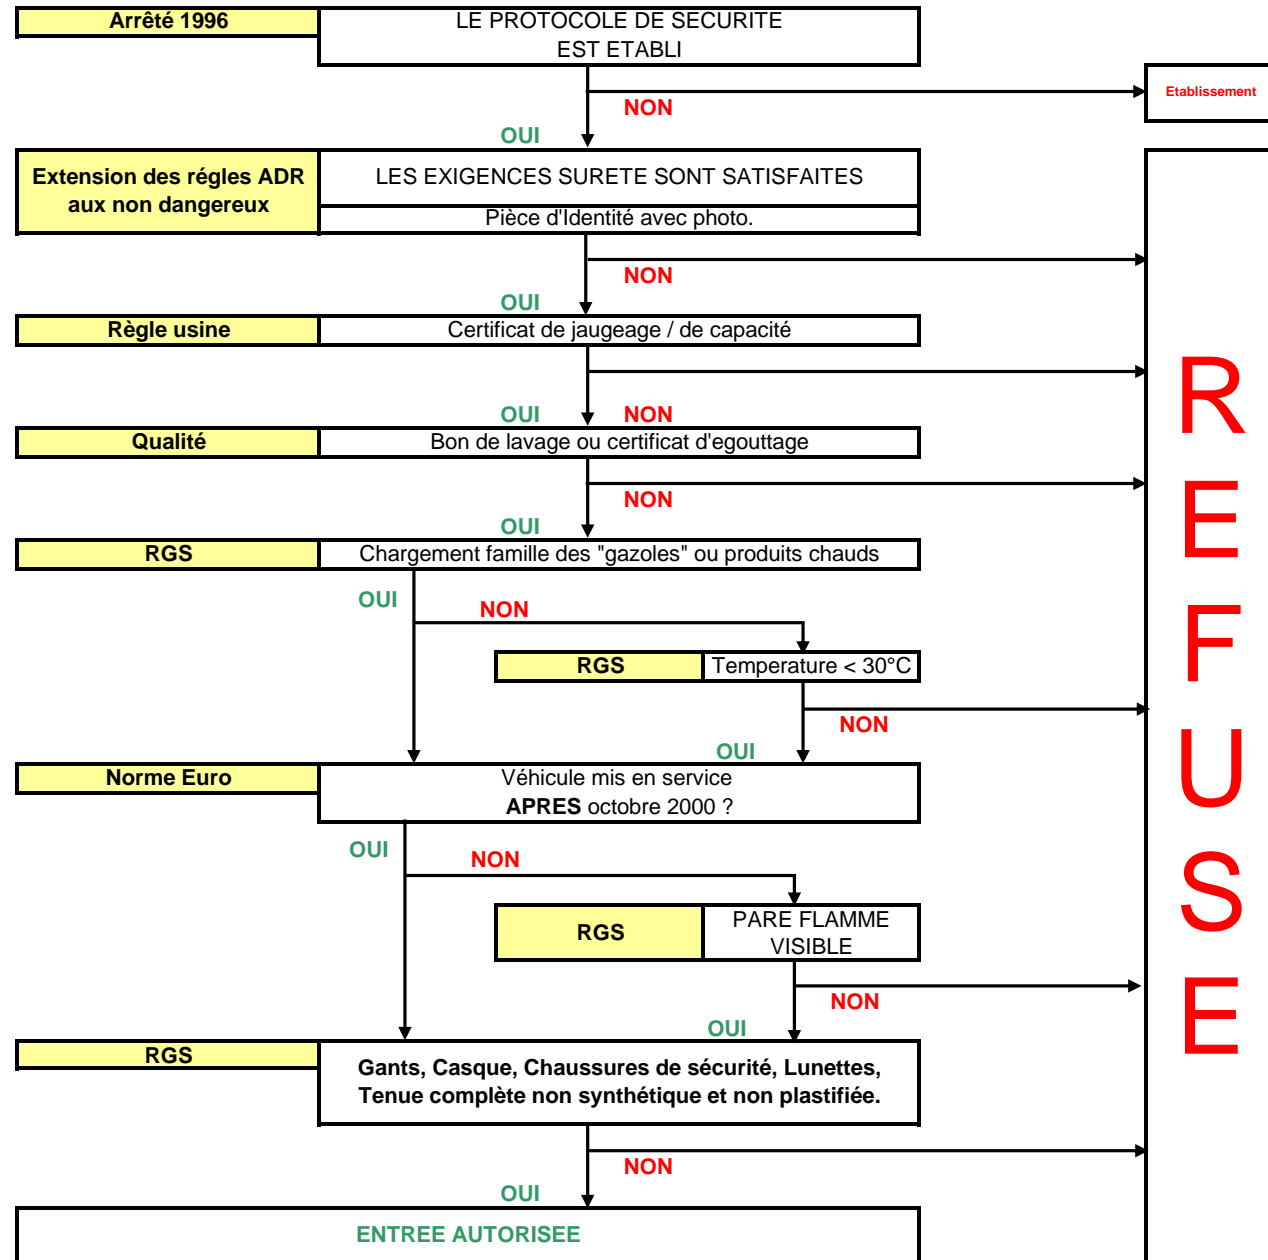 Arrêté 1996
LE PROTOCOLE DE SECURITE
EST ETABLI
NON
Etablissement
OUI
Extension des régles ADR
aux non dangereux
LES EXIGENCES SURETE SONT SATISFAITES
Pièce d'Identité avec photo.
NON
OUI
Règle usine
Certificat de jaugeage / de capacité
OUI
NON
Qualité
Bon de lavage ou certificat d'egouttage
NON
OUI
RGS
Chargement famille des "gazoles" ou produits chauds
OUI
NON
RGS
Temperature < 30°C
NON
OUI
Norme Euro
Véhicule mis en service
APRES octobre 2000 ?
OUI
NON
RGS
PARE FLAMME
VISIBLE
NON
OUI
RGS
Gants, Casque, Chaussures de sécurité, Lunettes,
Tenue complète non synthétique et non plastifiée.
NON
OUI
ENTREE AUTORISEE
R
E
F
U
S
E